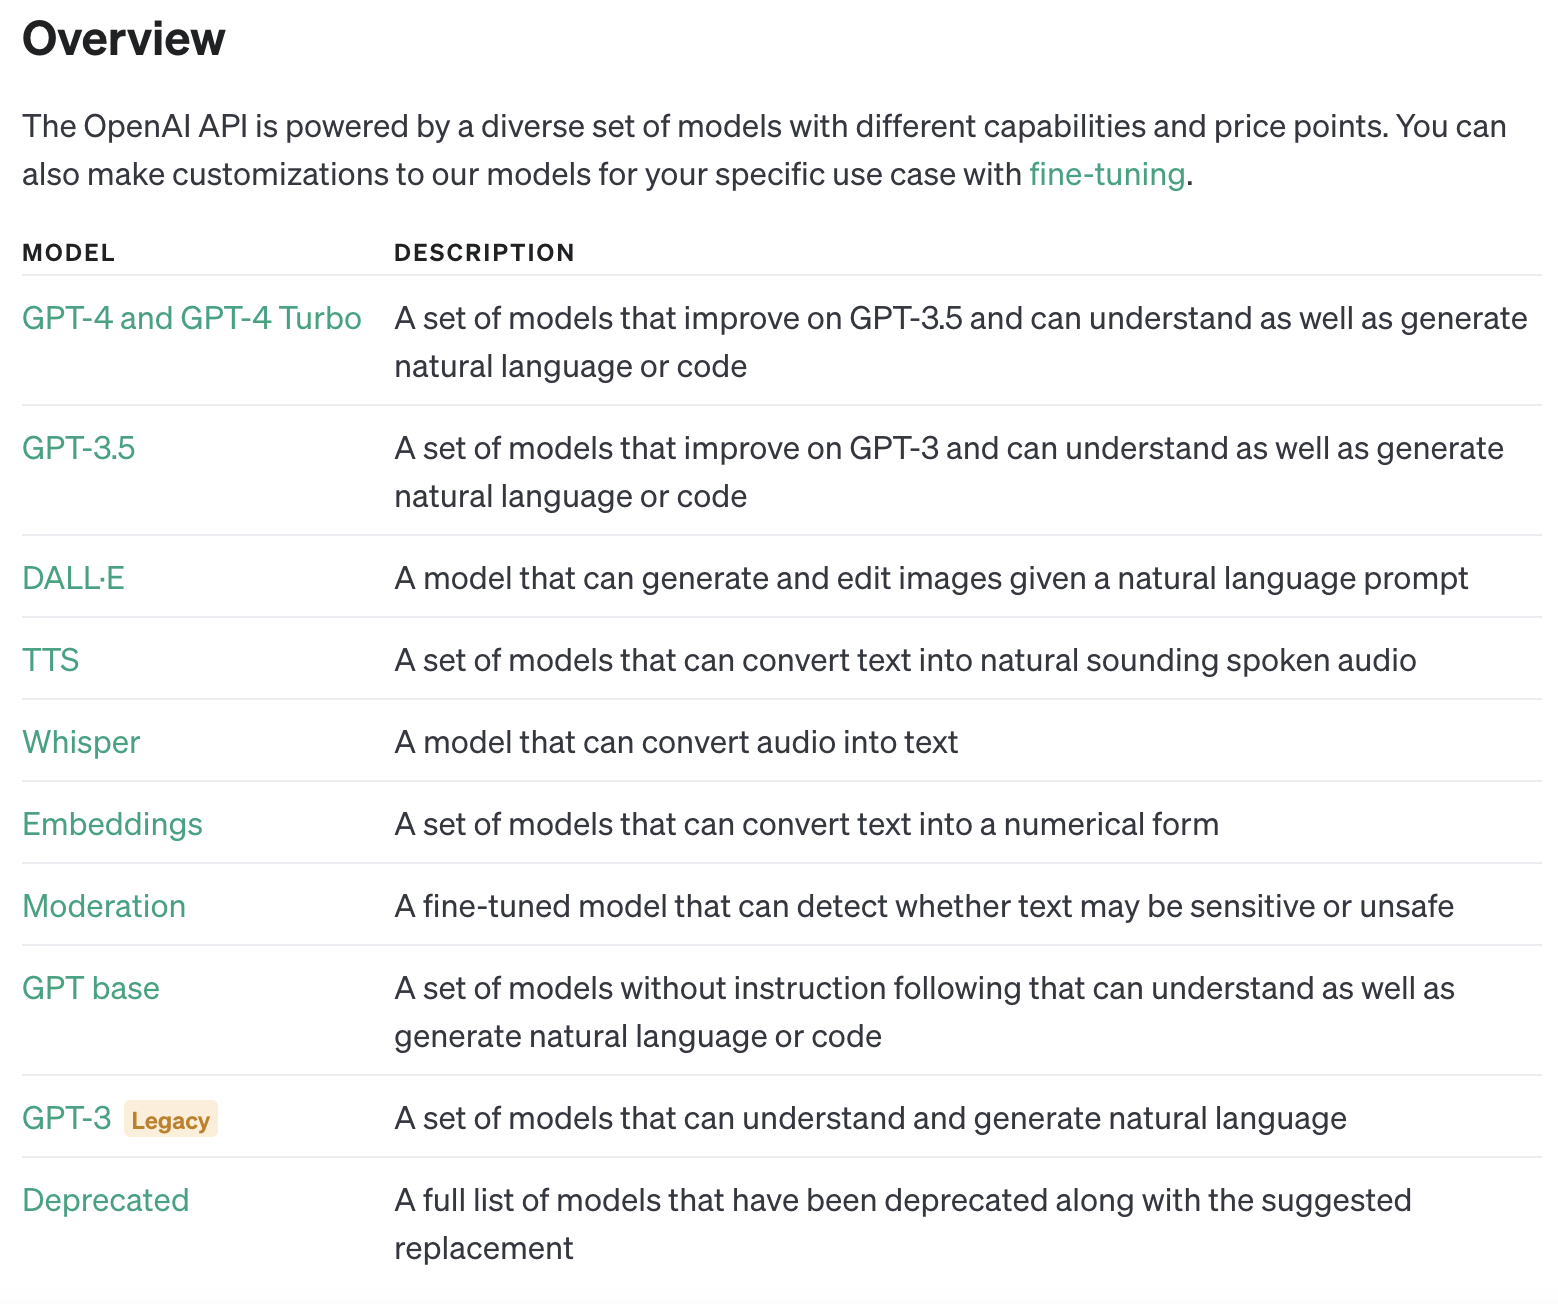 Overview
The OpenAI API is powered by a diverse set of models with different capabilities and price points. You can
also make customizations to our models for your specific use case with fine-tuning.
MODEL DESCRIPTION
GPT-4 and GPT-4 Turbo A set of models that improve on GPT-3.5 and can understand as well as generate
natural language or code
GPT-3.5 A set of models that improve on GPT-3 and can understand as well as generate
natural language or code
DALL·E A model that can generate and edit images given a natural language prompt
TTS A set of models that can convert text into natural sounding spoken audio
Whisper A model that can convert audio into text
Embeddings A set of models that can convert text into a numerical form
Moderation A fine-tuned model that can detect whether text may be sensitive or unsafe
GPT base A set of models without instruction following that can understand as well as
generate natural language or code
GPT-3 Legacy A set of models that can understand and generate natural language
Deprecated A full list of models that have been deprecated along with the suggested
replacement